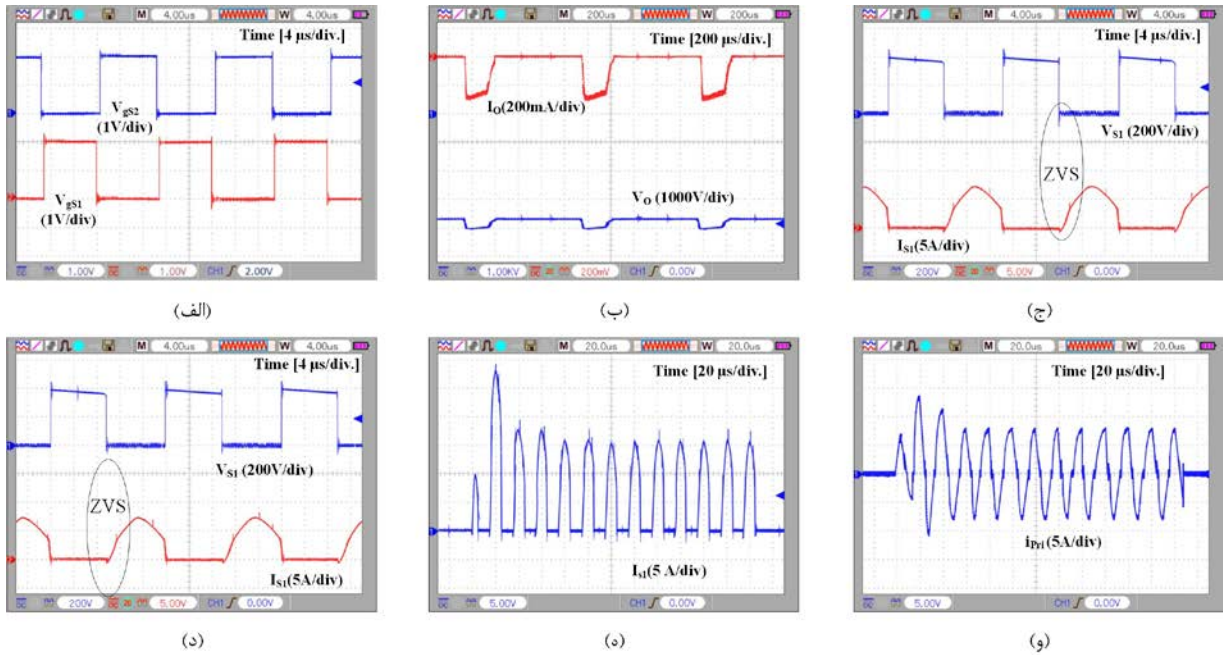 M 4.00us W 4.00us
Time [4 µs/div.]
VgS2
(1V/div)
VgS1
(1V/div)
1.00V 1.00V CH1 2.00V
(الف)
M 200us W 200us
Time [200 µs/div.]
IO(200mA/div)
VO (1000V/div)
1.00KV 200mV CH1 0.00V
(ب)
M 4.00us W 4.00us
Time [4 µs/div.]
VS1 (200V/div)
ZVS
IS1(5A/div)
200V 5.00V CH1 0.00V
(ج)
M 4.00us W 4.00us
Time [4 µs/div.]
VS1 (200V/div)
ZVS
IS1(5A/div)
200V 5.00V CH1 0.00V
(د)
M 20.0us W 20.0us
Time [20 µs/div.]
Is1(5 A/div)
5.00V CH1 0.00V
(ه)
M 20.0us W 20.0us
Time [20 µs/div.]
iPri (5A/div)
5.00V CH1 0.00V
(و)